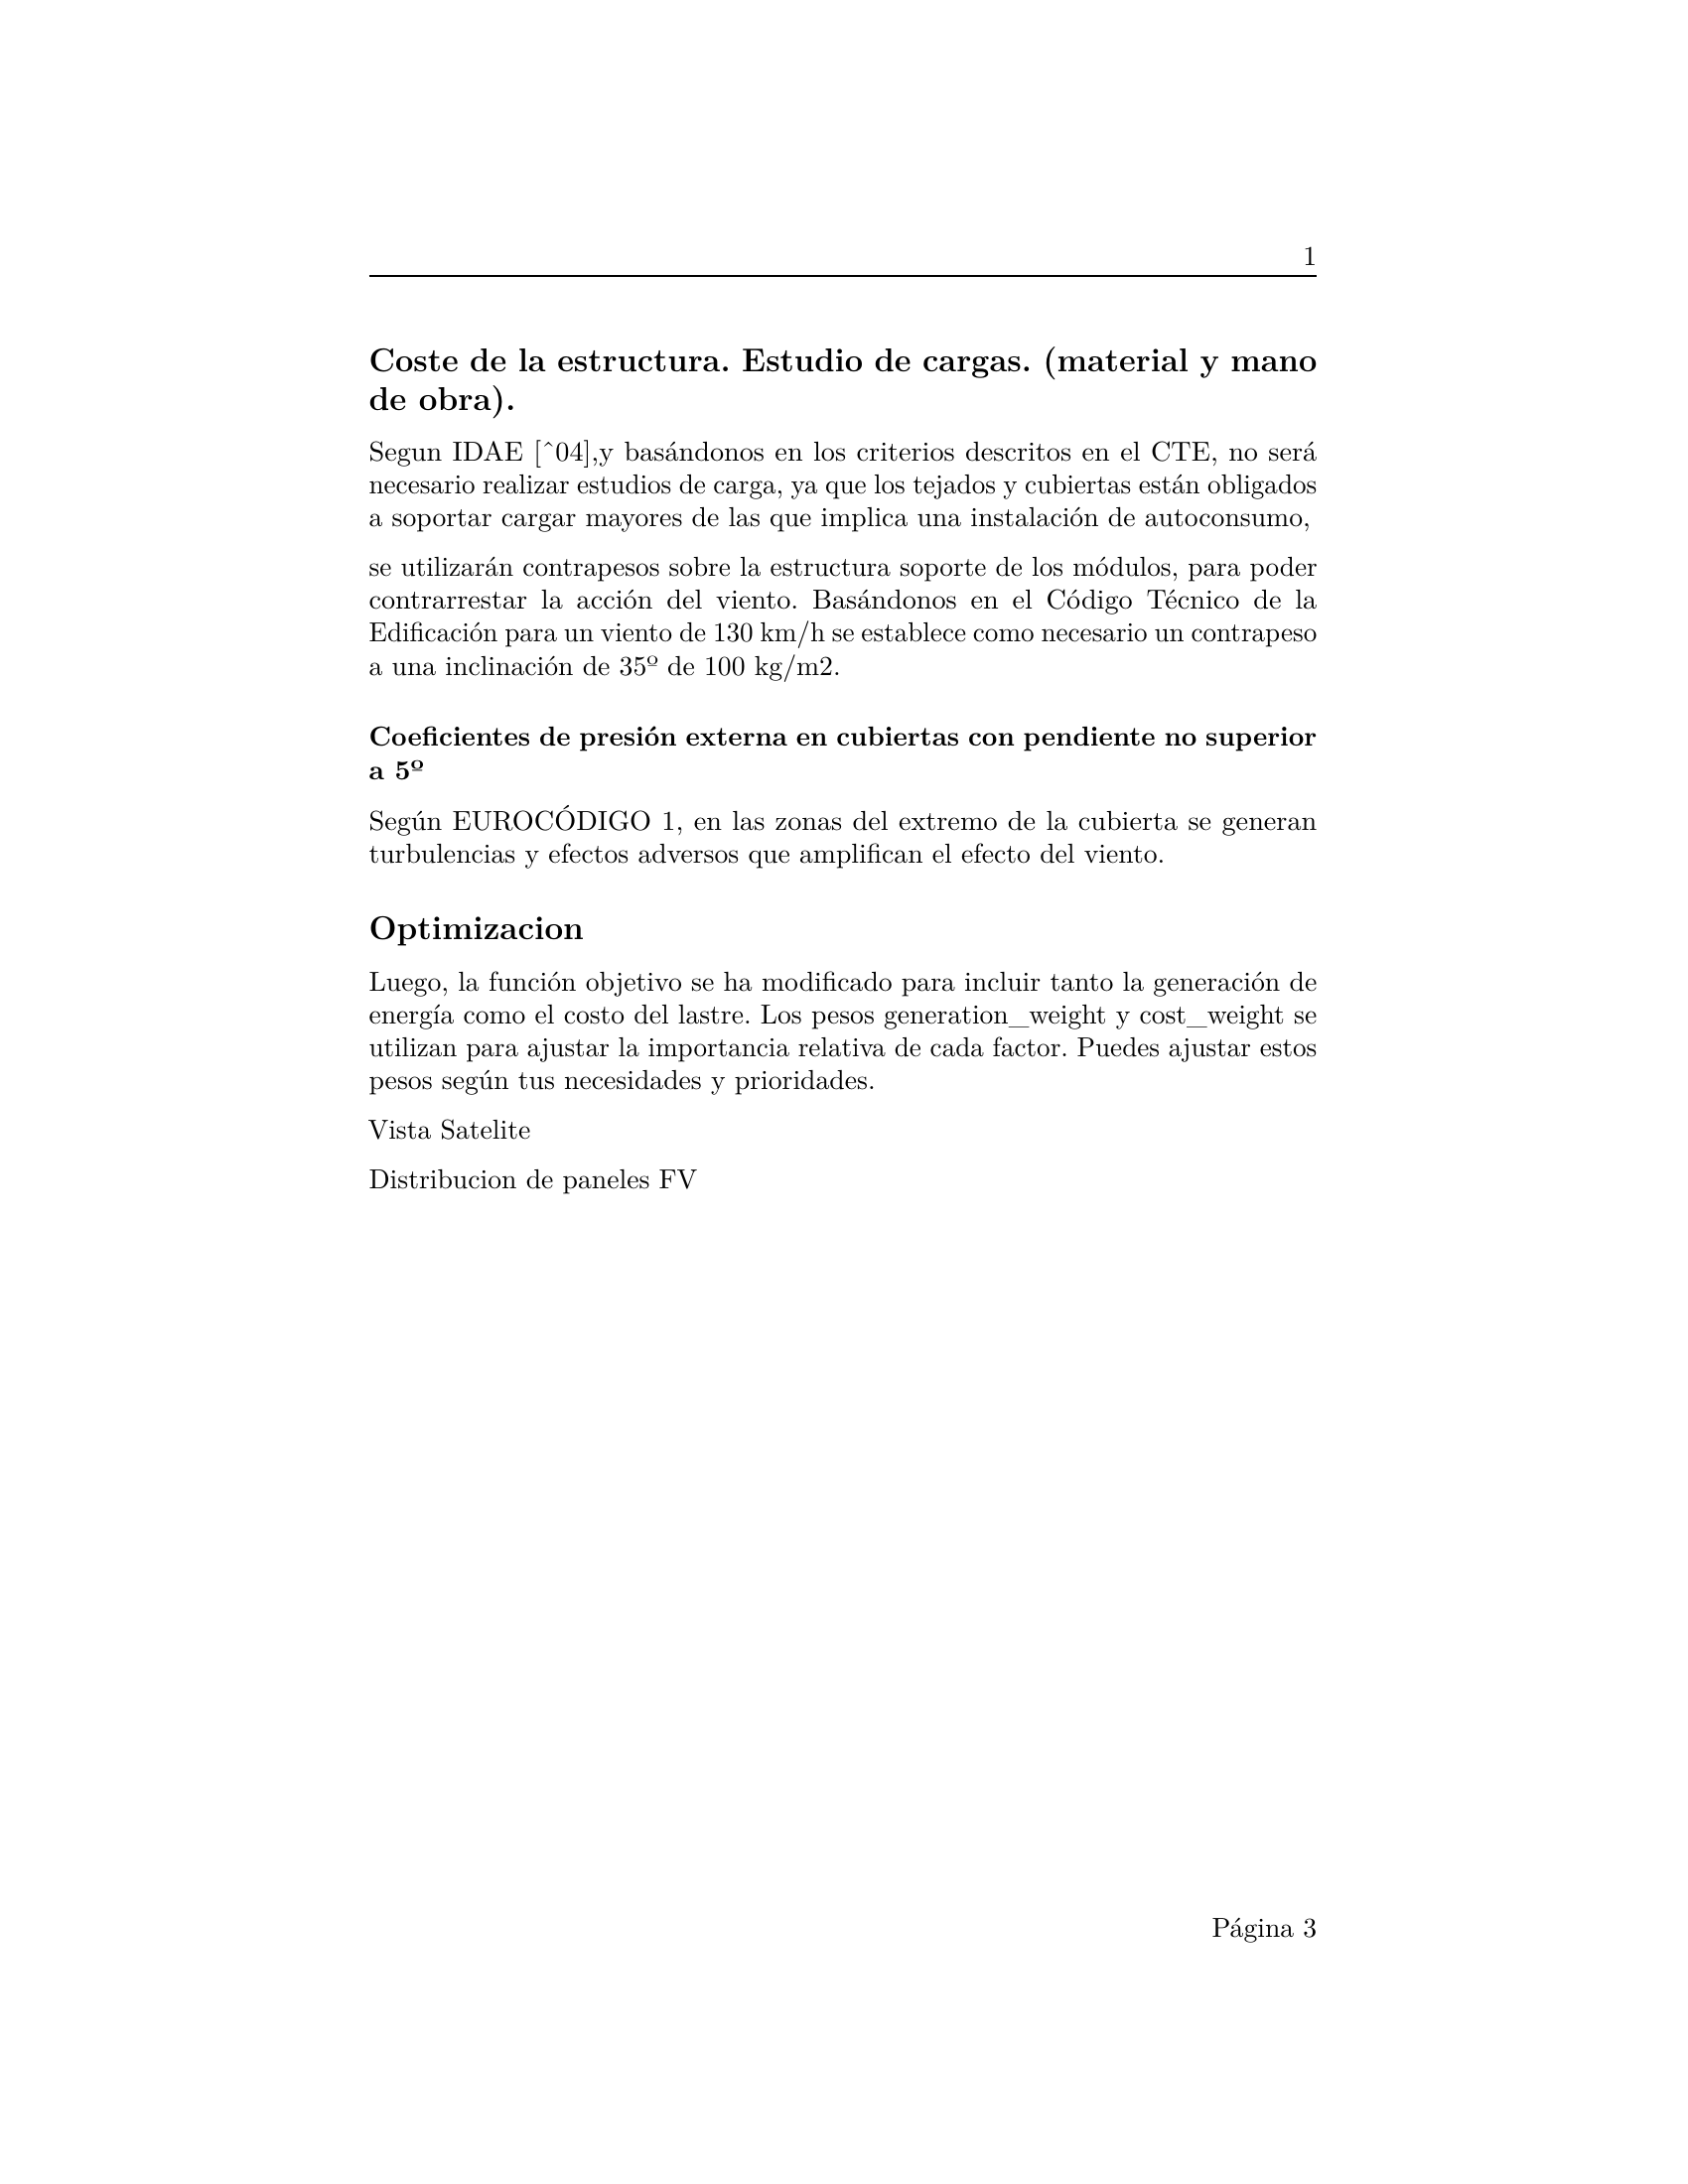 1
Coste de la estructura. Estudio de cargas. (material y mano
de obra).
Segun IDAE [^04],y basándonos en los criterios descritos en el CTE, no será
necesario realizar estudios de carga, ya que los tejados y cubiertas están obligados
a soportar cargar mayores de las que implica una instalación de autoconsumo,
se utilizarán contrapesos sobre la estructura soporte de los módulos, para poder
contrarrestar la acción del viento. Basándonos en el Código Técnico de la
Edificación para un viento de 130 km/h se establece como necesario un contrapeso
a una inclinación de 35º de 100 kg/m2.
Coeficientes de presión externa en cubiertas con pendiente no superior
a 5º
Según EUROCÓDIGO 1, en las zonas del extremo de la cubierta se generan
turbulencias y efectos adversos que amplifican el efecto del viento.
Optimizacion
Luego, la función objetivo se ha modificado para incluir tanto la generación de
energía como el costo del lastre. Los pesos generation_weight y cost_weight se
utilizan para ajustar la importancia relativa de cada factor. Puedes ajustar estos
pesos según tus necesidades y prioridades.
Vista Satelite
Distribucion de paneles FV
Página 3